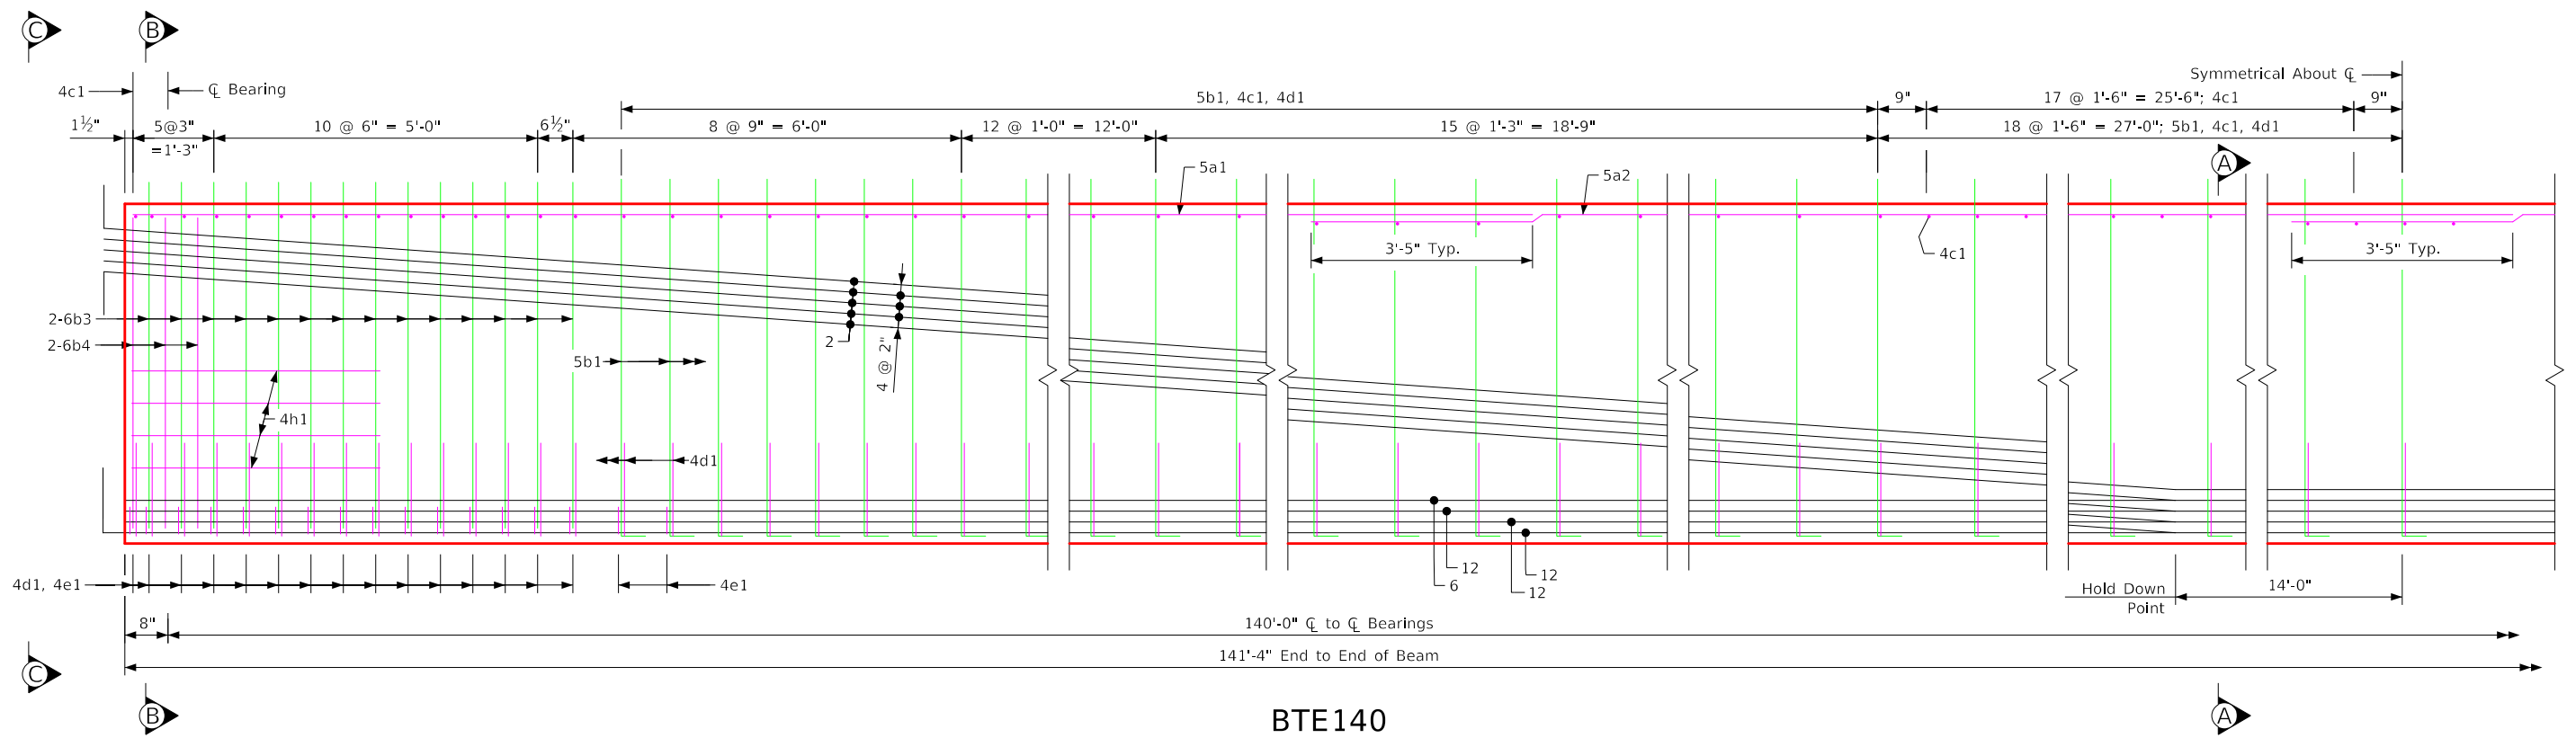 C
B
Symmetrical About ℄
4c1
℄ Bearing
5b1, 4c1, 4d1
9"
17 @ 1'-6" = 25'-6"; 4c1
9"
1½"
5@3"
=1'-3"
10 @ 6" = 5'-0"
6½"
8 @ 9" = 6'-0"
12 @ 1'-0" = 12'-0"
15 @ 1'-3" = 18'-9"
18 @ 1'-6" = 27'-0"; 5b1, 4c1, 4d1
A
5a1
5a2
3'-5" Typ.
4c1
3'-5" Typ.
2-6b3
2-6b4
2
4 @ 2"
5b1
4h1
4d1
4d1, 4e1
4e1
12
6
12
12
Hold Down
Point
14'-0"
8"
140'-0" ℄ to ℄ Bearings
141'-4" End to End of Beam
C
B
A
BTE140